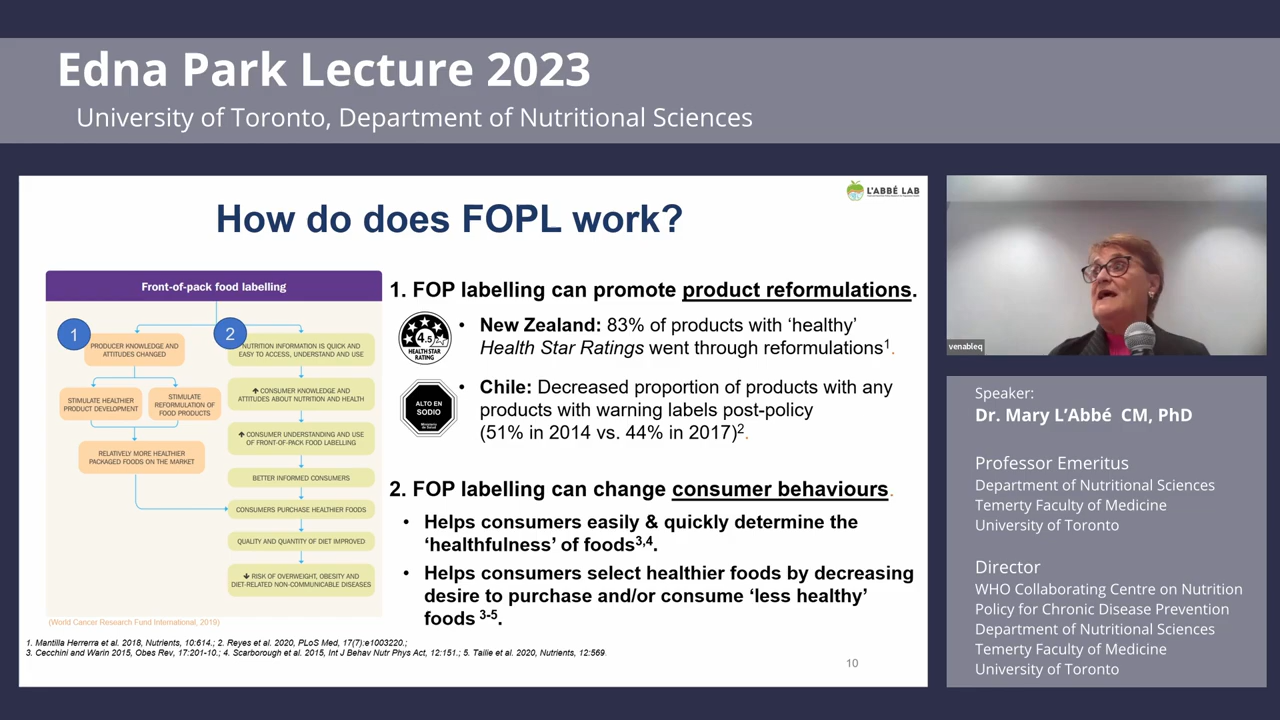 Edna Park Lecture 2023
University of Toronto, Department of Nutritional Sciences
L'ABBÉ LAB
How do does FOPL work?
Front-of-pack food labelling
1
2
PRODUCER KNOWLEDGE AND
ATTITUDES CHANGED
NUTRITION INFORMATION IS QUICK AND
EASY TO ACCESS, UNDERSTAND AND USE
STIMULATE HEALTHIER
PRODUCT DEVELOPMENT
STIMULATE
REFORMULATION OF
FOOD PRODUCTS
CONSUMER KNOWLEDGE AND
ATTITUDES ABOUT NUTRITION AND HEALTH
CONSUMER UNDERSTANDING AND USE
OF FRONT-OF-PACK FOOD LABELLING
RELATIVELY MORE HEALTHIER
PACKAGED FOODS ON THE MARKET
BETTER INFORMED CONSUMERS
CONSUMERS PURCHASE HEALTHIER FOODS
QUALITY AND QUANTITY OF DIET IMPROVED
RISK OF OVERWEIGHT, OBESITY AND
DIET-RELATED NON-COMMUNICABLE DISEASES
(World Cancer Research Fund International, 2019)
1. FOP labelling can promote product reformulations.
4.5
HEALTH STAR
RATING
• New Zealand: 83% of products with ‘healthy’
Health Star Ratings went through reformulations1.
ALTO EN
SODIO
Ministerio
de Salud
• Chile: Decreased proportion of products with any
products with warning labels post-policy
(51% in 2014 vs. 44% in 2017)2.
2. FOP labelling can change consumer behaviours.
• Helps consumers easily & quickly determine the
‘healthfulness’ of foods3,4.
• Helps consumers select healthier foods by decreasing
desire to purchase and/or consume ‘less healthy’
foods 3-5.
1. Mantilla Herrerra et al. 2018, Nutrients, 10:614.; 2. Reyes et al. 2020, PLoS Med, 17(7):e1003220.;
3. Cecchini and Warin 2015, Obes Rev, 17:201-10.; 4. Scarborough et al. 2015, Int J Behav Nutr Phys Act, 12:151.; 5. Taillie et al. 2020, Nutrients, 12:569.
10
venableq
Speaker:
Dr. Mary L’Abbé CM, PhD
Professor Emeritus
Department of Nutritional Sciences
Temerty Faculty of Medicine
University of Toronto
Director
WHO Collaborating Centre on Nutrition
Policy for Chronic Disease Prevention
Department of Nutritional Sciences
Temerty Faculty of Medicine
University of Toronto